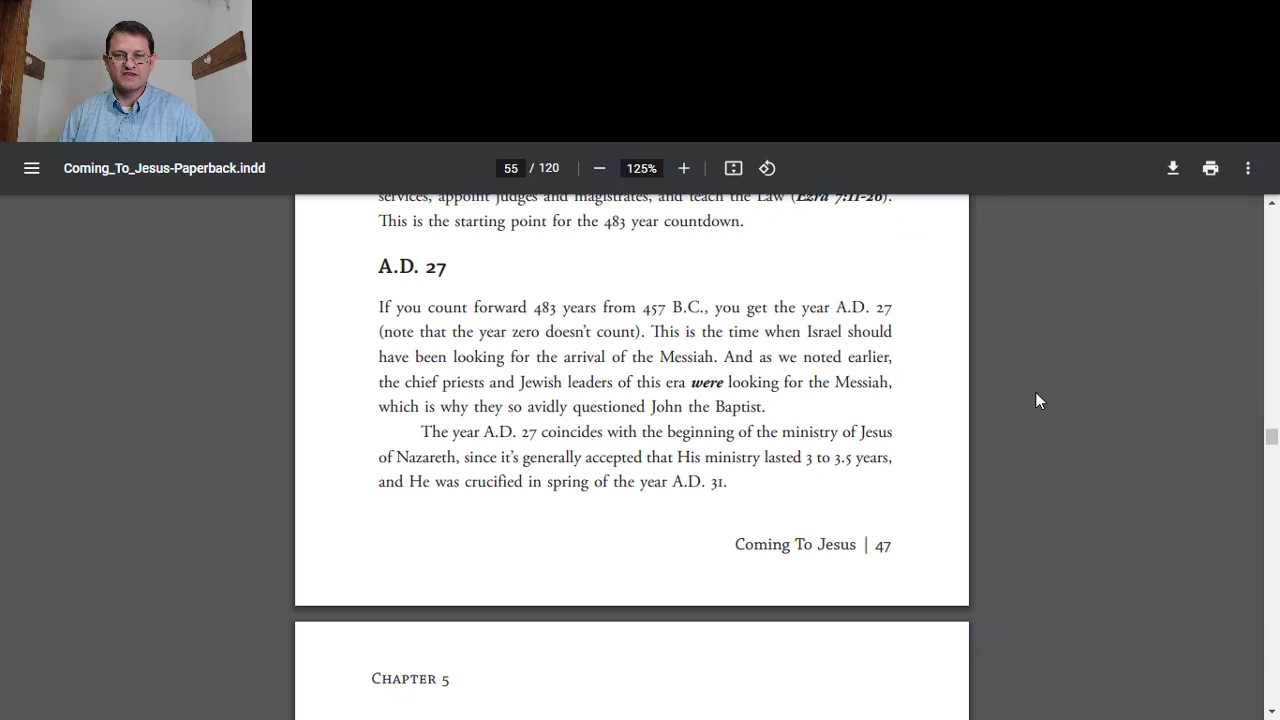 Coming_To_Jesus-Paperback.indd
55 / 120
125%
services, appoint judges and magistrates, and teach the Law (Ezra 7:11-26).
This is the starting point for the 483 year countdown.
A.D. 27
If you count forward 483 years from 457 B.C., you get the year A.D. 27
(note that the year zero doesn't count). This is the time when Israel should
have been looking for the arrival of the Messiah. And as we noted earlier,
the chief priests and Jewish leaders of this era were looking for the Messiah,
which is why they so avidly questioned John the Baptist.
The year A.D. 27 coincides with the beginning of the ministry of Jesus
of Nazareth, since it's generally accepted that His ministry lasted 3 to 3.5 years,
and He was crucified in spring of the year A.D. 31.
Coming To Jesus | 47
Chapter 5